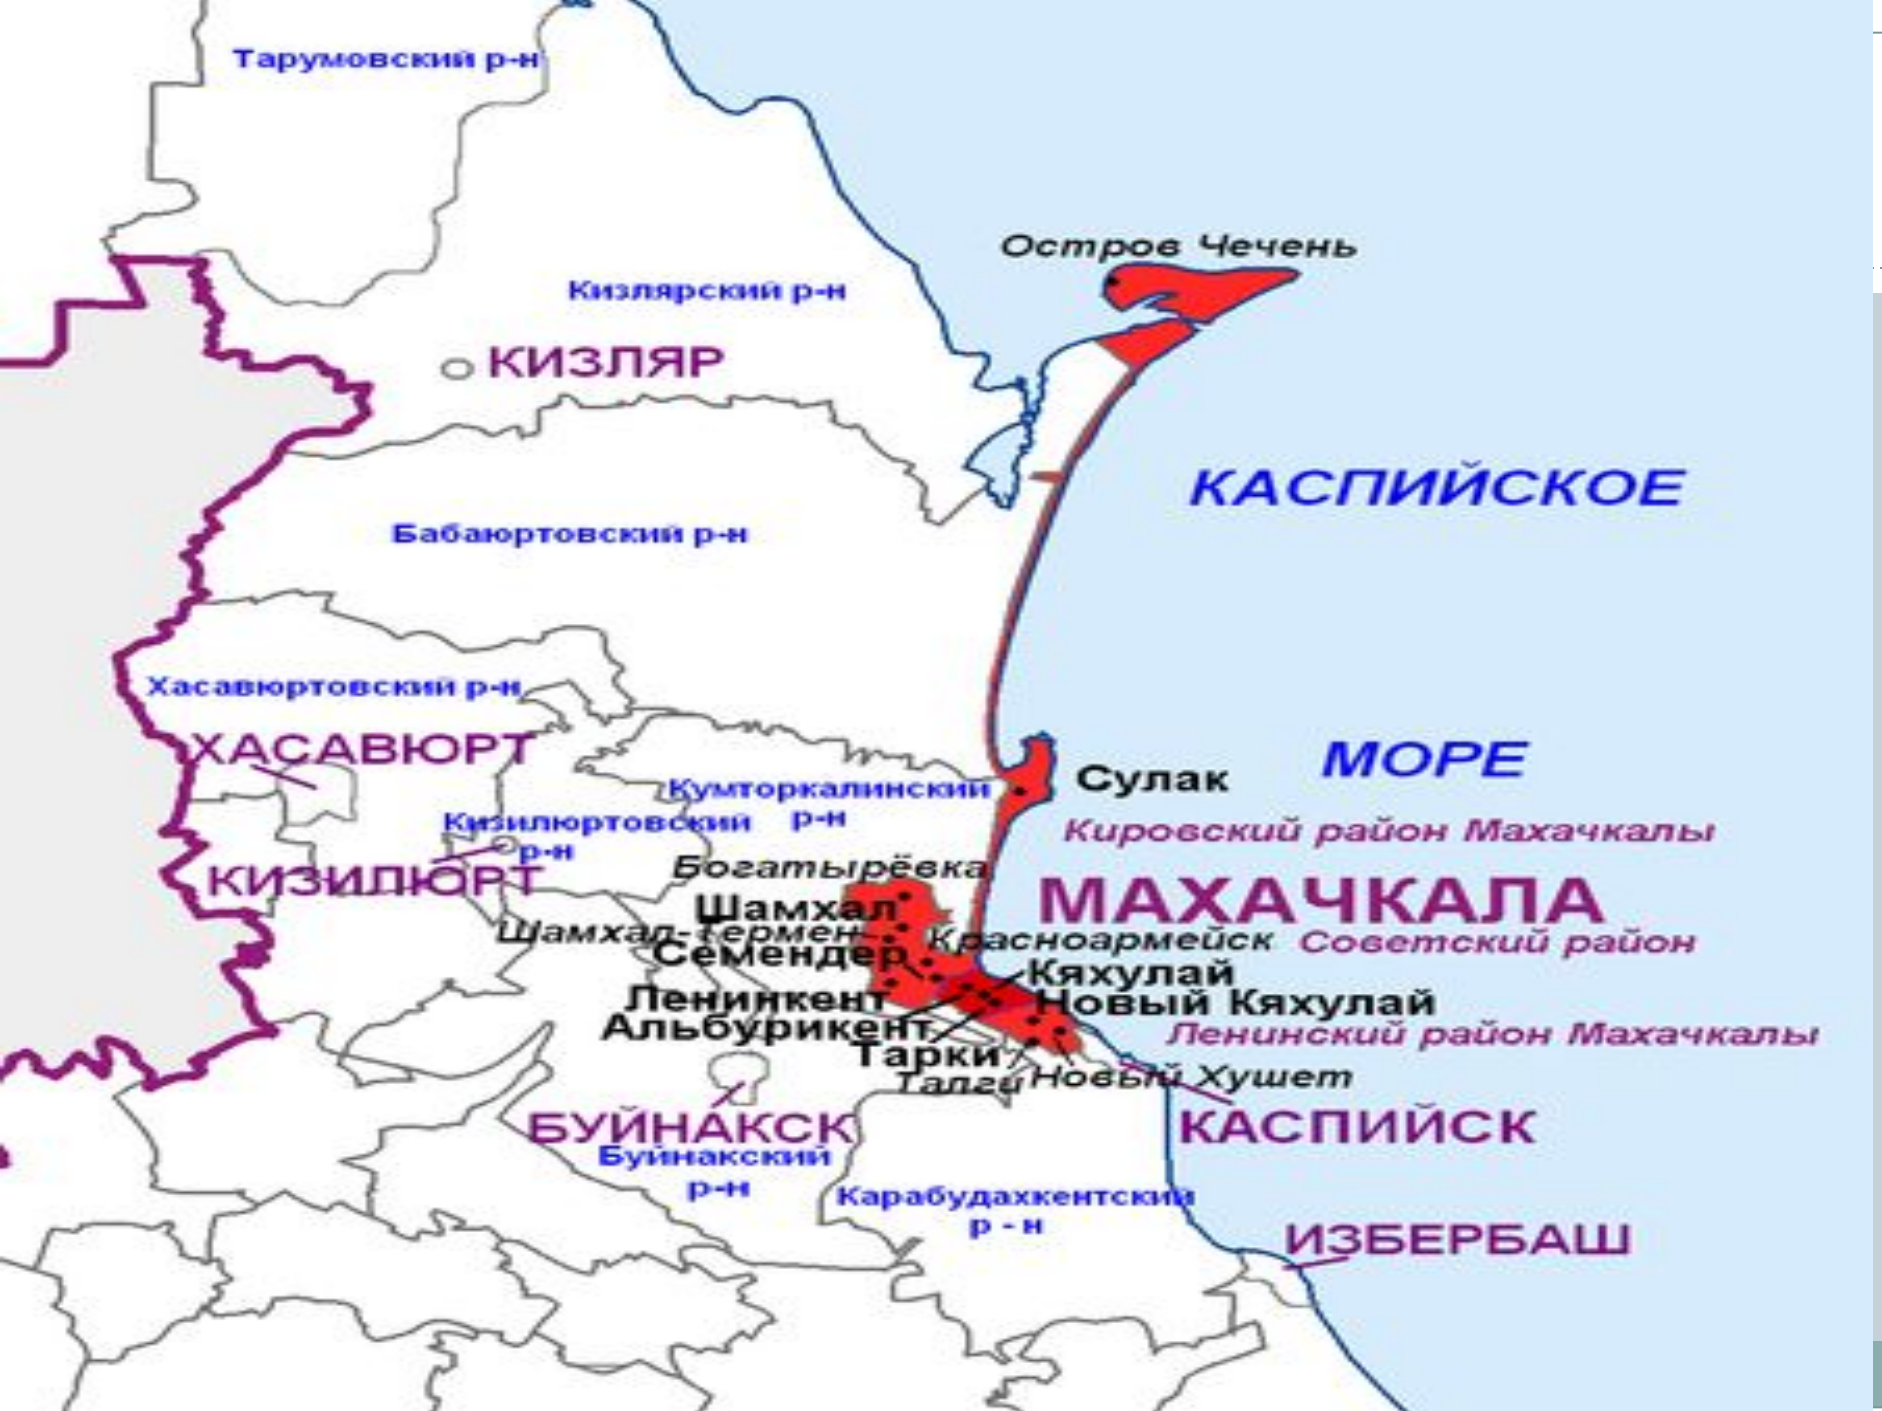 Тарумовский р-н
Остров Чечень
Кизлярский р-н
КИЗЛЯР
КАСПИЙСКОЕ
Бабаюртовский р-н
Хасавюртовский р-н
ХАСАВЮРТ
МОРЕ
Сулак
Кумторкалинский
р-н
Кизилюртовский
р-н
Кировский район Махачкалы
КИЗИЛЮРТ
Богатырёвка
МАХАЧКАЛА
Шамхал
Шамхал-Термен
Красноармейск
Советский район
Семендер
Кяхулай
Ленинкент
Новый Кяхулай
Альбурикент
Ленинский район Махачкалы
Тарки
Талги
Новый Хушет
БУЙНАКСК
КАСПИЙСК
Буйнакский
р-н
Карабудахкентский
р - н
ИЗБЕРБАШ